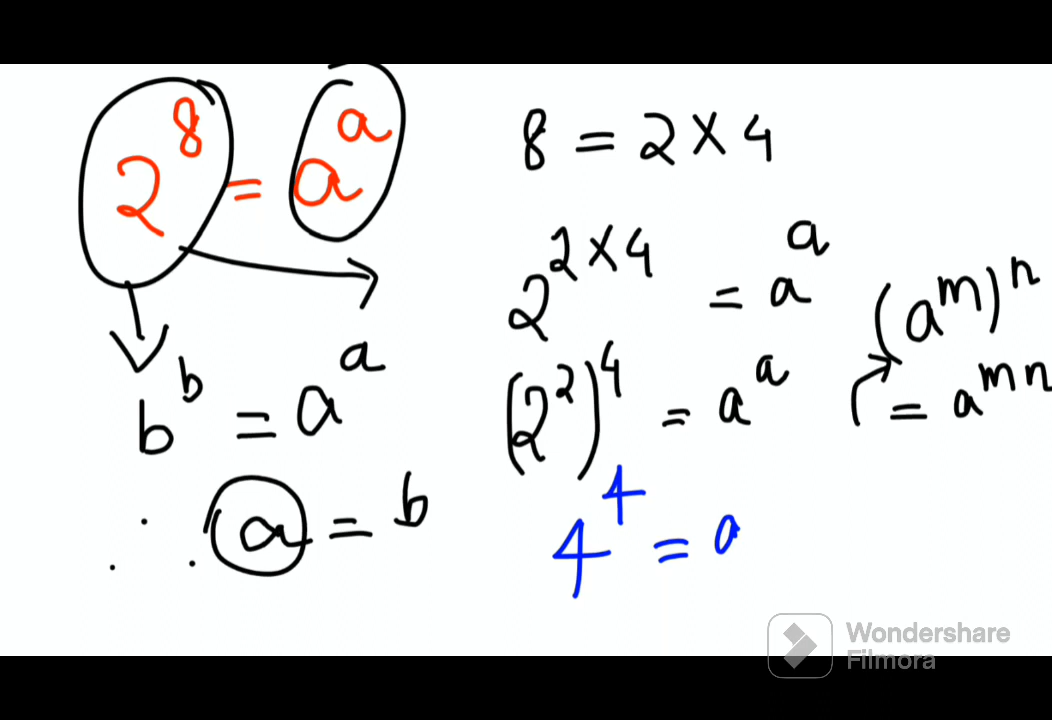 2^8 = a^a
b^b = a^a
∴ a = b
8 = 2 × 4
2^{2×4} = a^a
(2^2)^4 = a^a
4^4 = a
(a^m)^n
= a^{mn}
Wondershare
Filmora